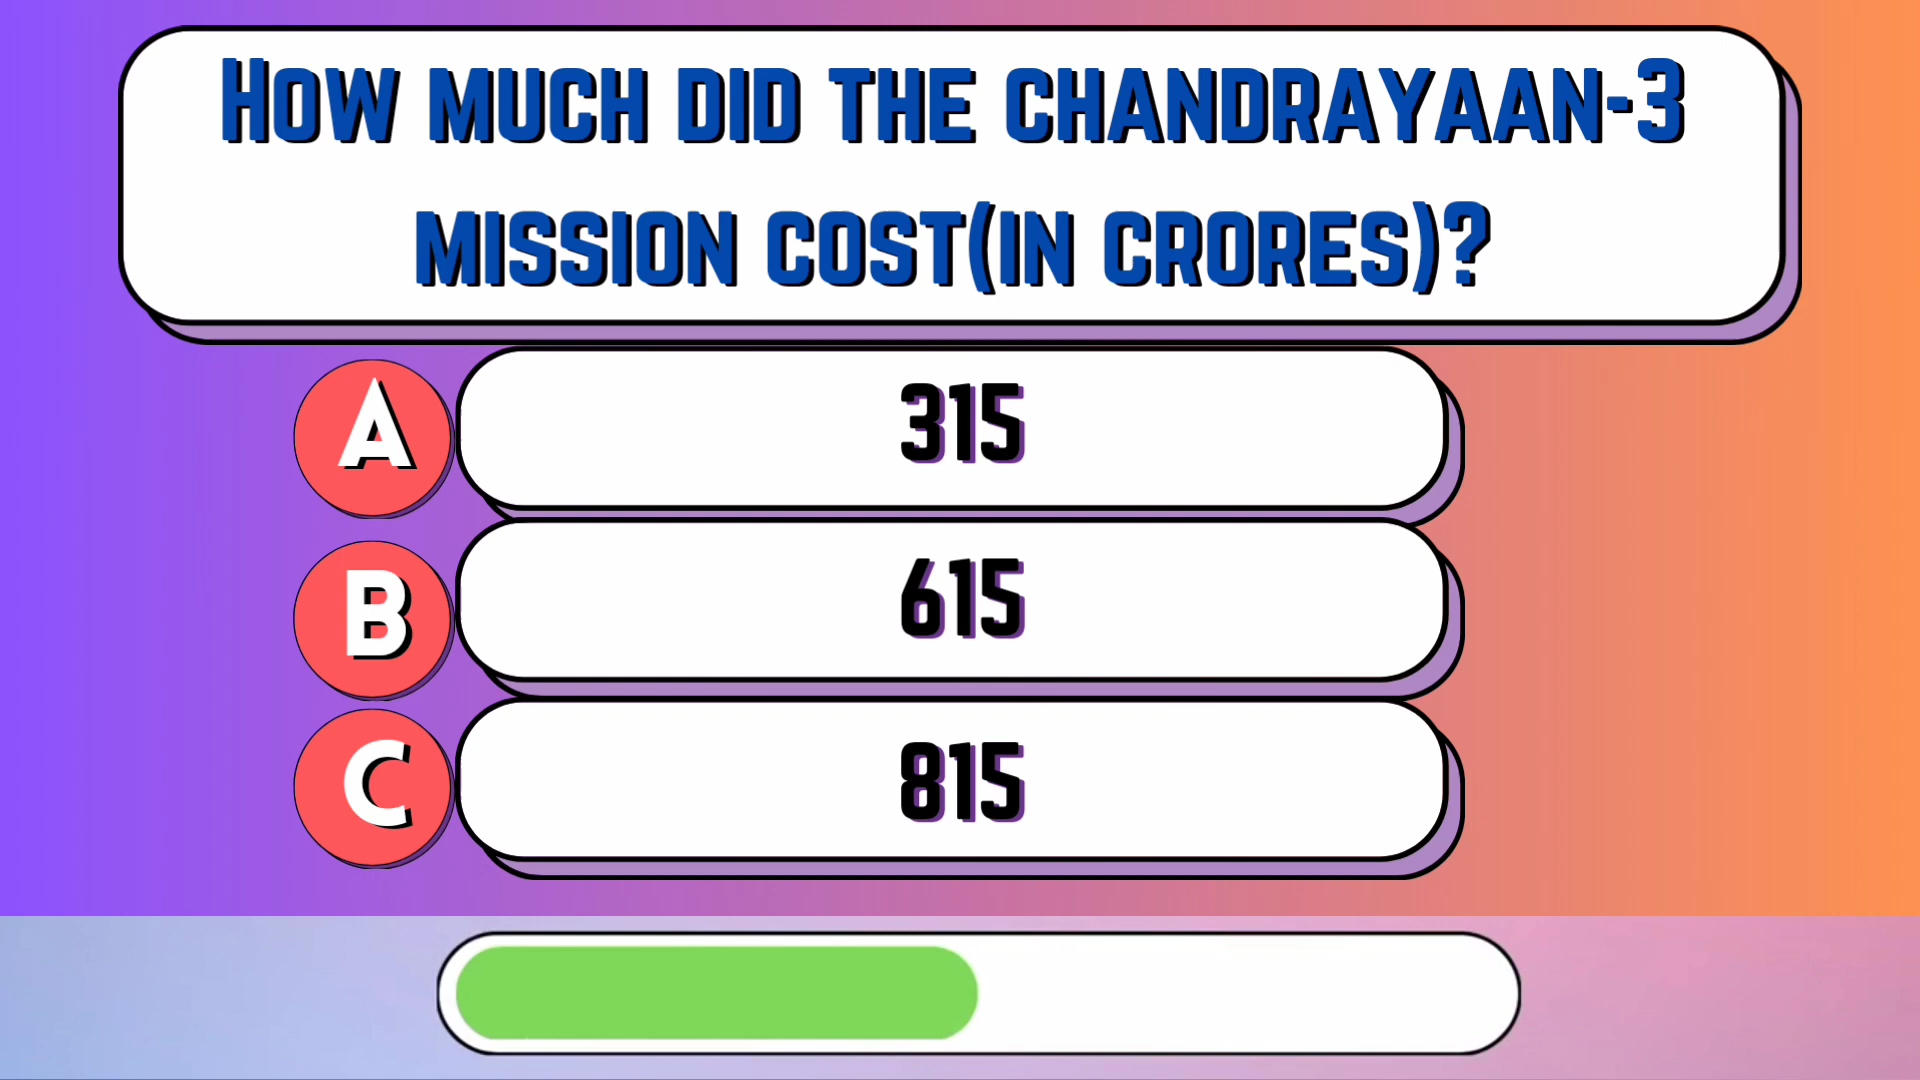 How much did the chandrayaan-3
mission cost(in crores)?
A 315
B 615
C 815